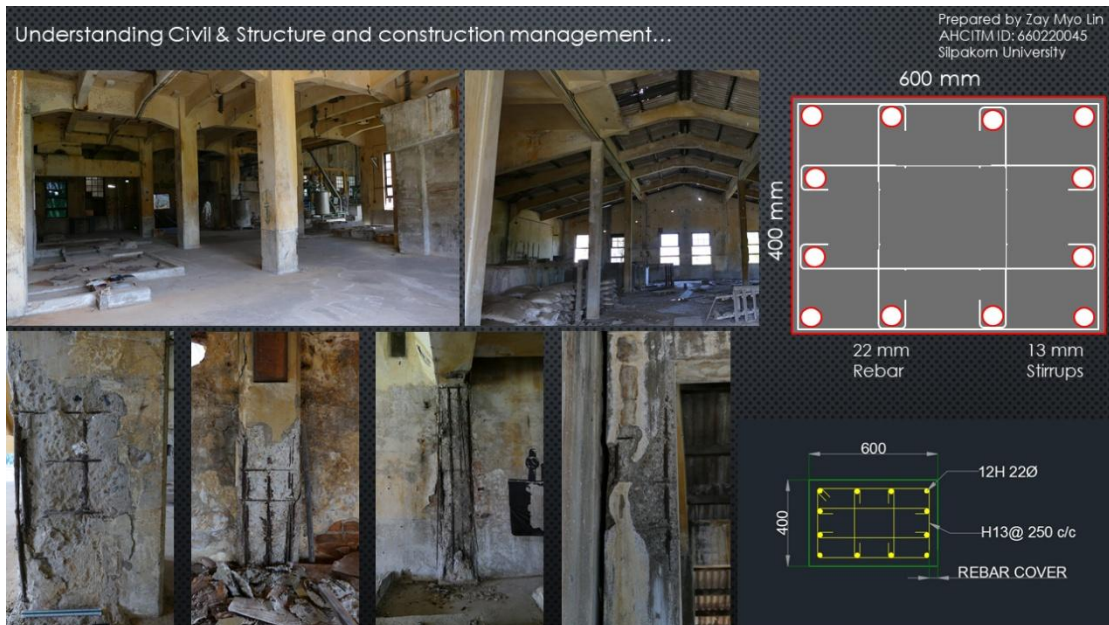 Understanding Civil & Structure and construction management...
Prepared by Zay Myo Lin
AHCITM ID: 660220045
Silpakorn University
600 mm
400 mm
22 mm
Rebar
13 mm
Stirrups
600
400
12H 22Ø
H13@ 250 c/c
REBAR COVER